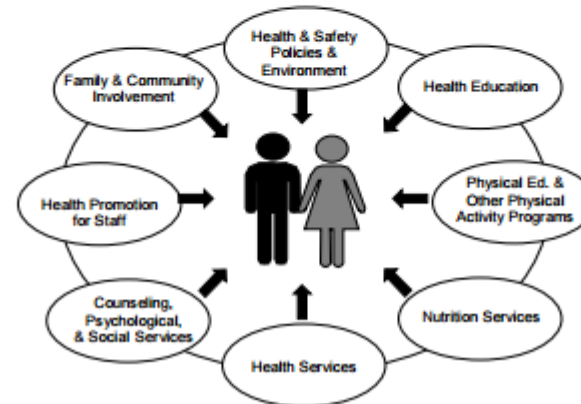 Health & Safety
Policies &
Environment
Family & Community
Involvement
Health Education
Health Promotion
for Staff
Physical Ed. &
Other Physical
Activity Programs
Counseling,
Psychological,
& Social Services
Nutrition Services
Health Services